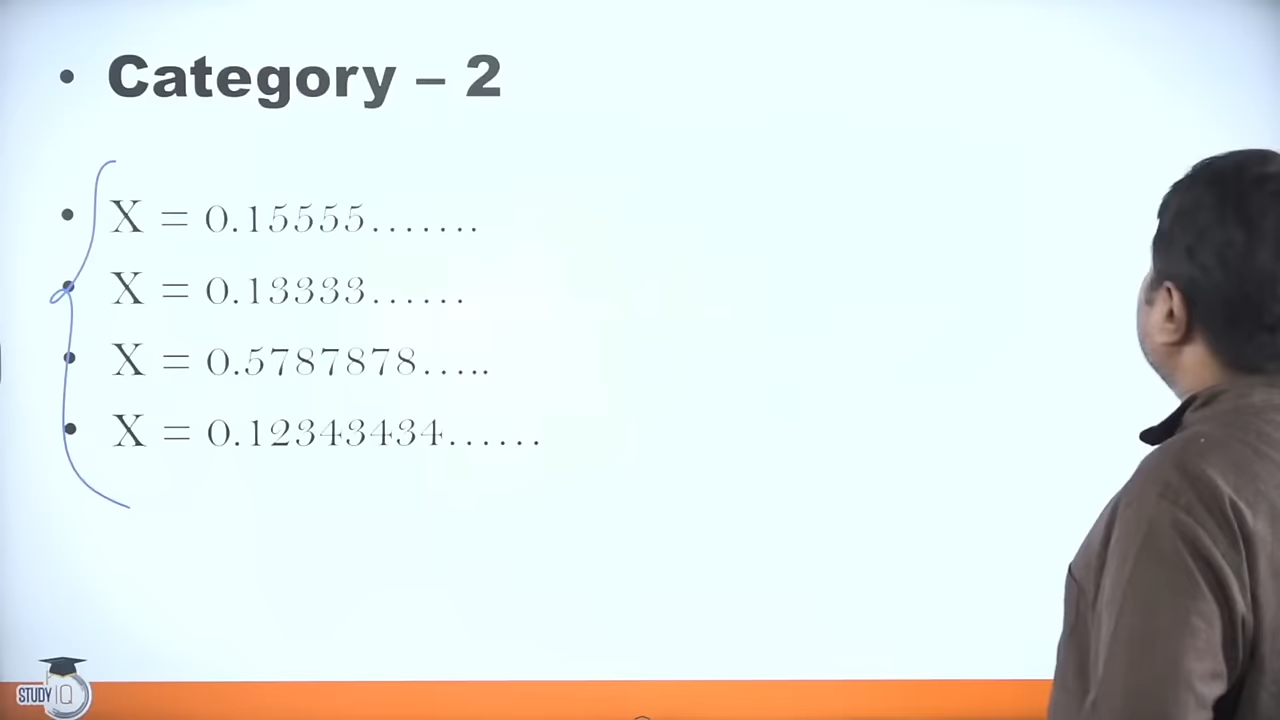 • Category – 2
• X = 0.15555.......
• X = 0.13333......
• X = 0.5787878.....
• X = 0.12343434......
STUDY IQ